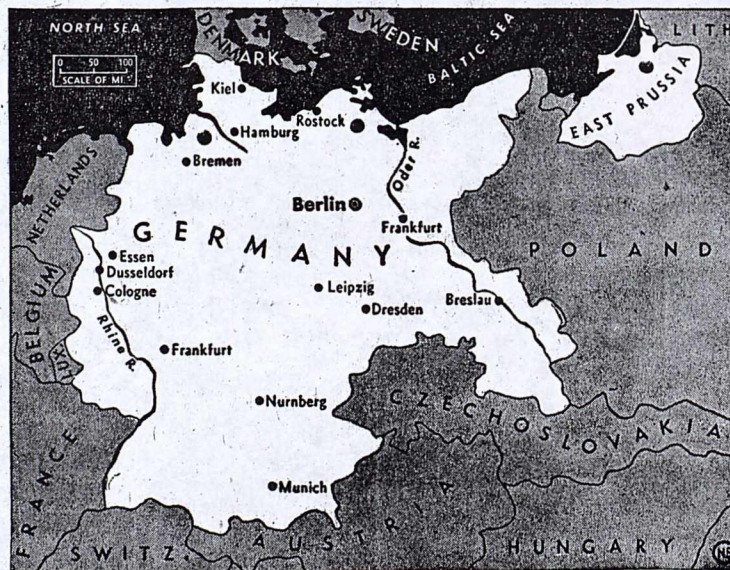 NORTH SEA
DENMARK
SWEDEN
BALTIC SEA
LITH
0 50 100
SCALE OF MI.
Kiel
Rostock
Hamburg
Bremen
EAST PRUSSIA
NETHERLANDS
Oder R.
Berlin
Frankfurt
GERMANY
POLAND
Essen
Dusseldorf
Cologne
BELGIUM
Leipzig
Breslau
Dresden
Rhine R.
LUX
Frankfurt
Nurnberg
CZECHOSLOVAKIA
FRANCE
Munich
SWITZ.
AUSTRIA
HUNGARY